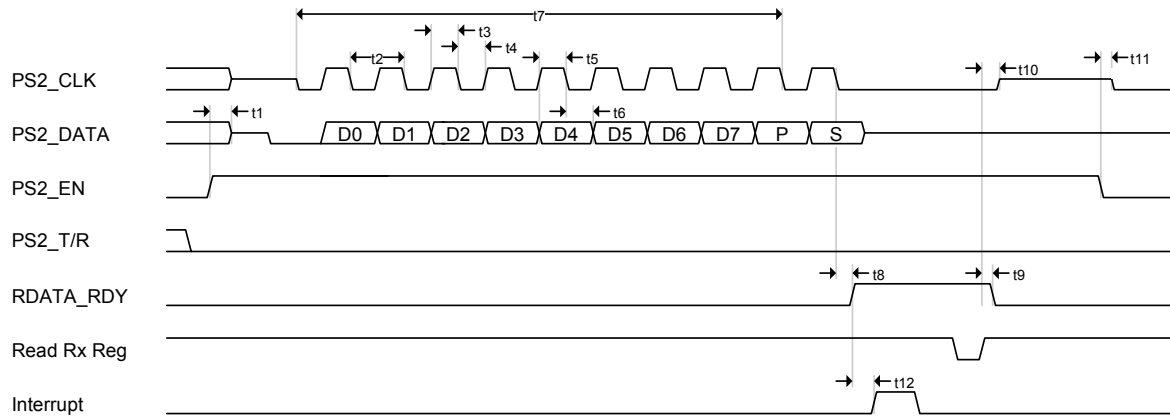 t7
t3
t2 t4 t5
PS2_CLK t10 t11
t1 t6
PS2_DATA D0 D1 D2 D3 D4 D5 D6 D7 P S
PS2_EN
PS2_T/R
t8 t9
RDATA_RDY
Read Rx Reg
t12
Interrupt